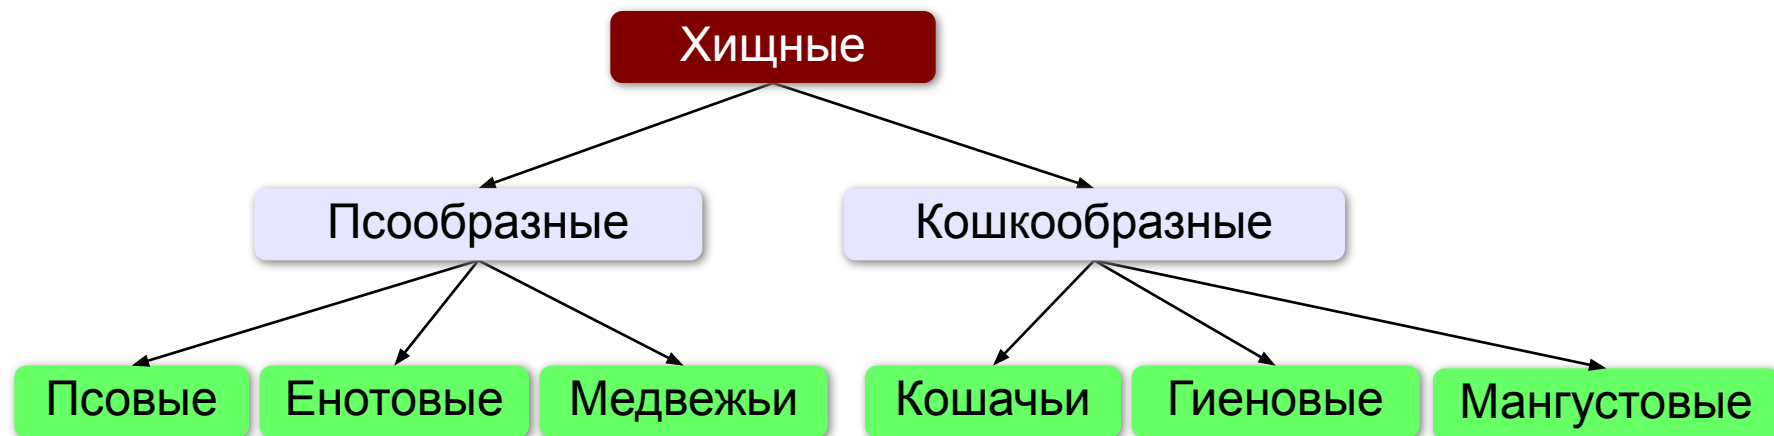 Хищные
Псообразные
Кошкообразные
Псовые
Енотовые
Медвежьи
Кошачьи
Гиеновые
Мангустовые